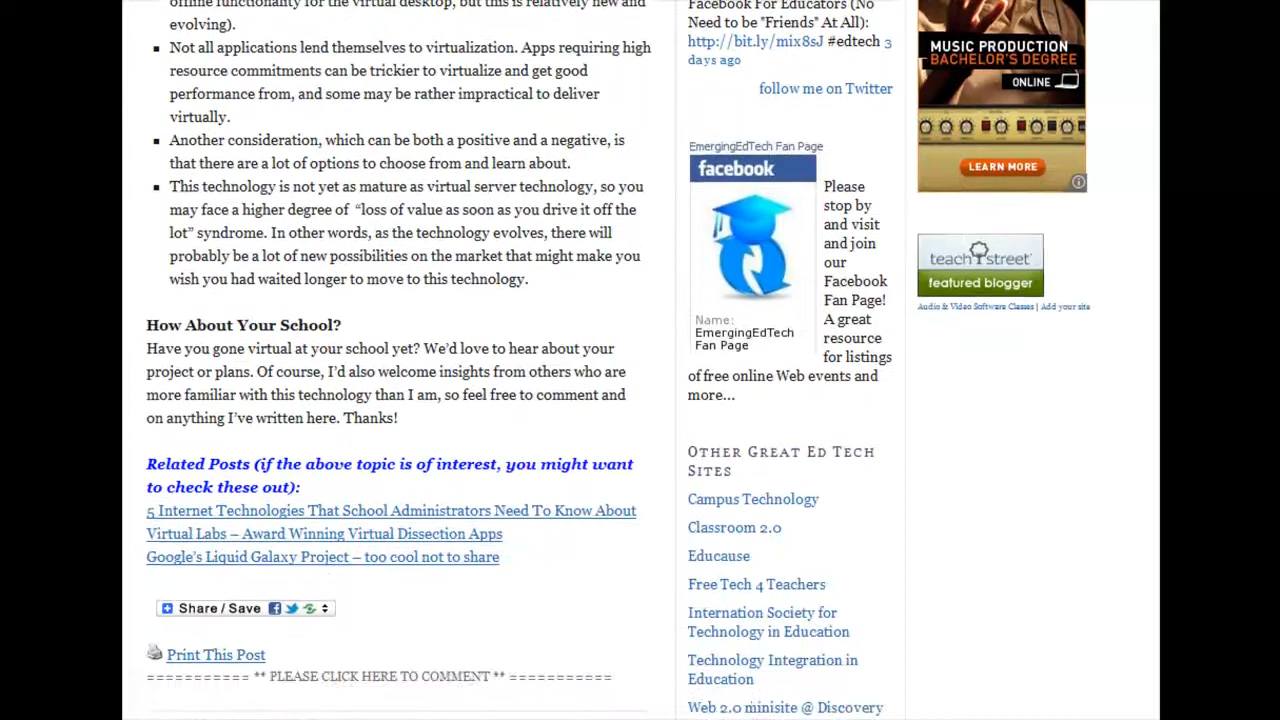 offline functionality for the virtual desktop, but this is relatively new and
evolving).
Not all applications lend themselves to virtualization. Apps requiring high
resource commitments can be trickier to virtualize and get good
performance from, and some may be rather impractical to deliver
virtually.
Another consideration, which can be both a positive and a negative, is
that there are a lot of options to choose from and learn about.
This technology is not yet as mature as virtual server technology, so you
may face a higher degree of “loss of value as soon as you drive it off the
lot” syndrome. In other words, as the technology evolves, there will
probably be a lot of new possibilities on the market that might make you
wish you had waited longer to move to this technology.
How About Your School?
Have you gone virtual at your school yet? We’d love to hear about your
project or plans. Of course, I’d also welcome insights from others who are
more familiar with this technology than I am, so feel free to comment and
on anything I’ve written here. Thanks!
Related Posts (if the above topic is of interest, you might want
to check these out):
5 Internet Technologies That School Administrators Need To Know About
Virtual Labs – Award Winning Virtual Dissection Apps
Google’s Liquid Galaxy Project – too cool not to share
Share / Save
Print This Post
=========== ** PLEASE CLICK HERE TO COMMENT ** ===========
Facebook For Educators (No
Need to be "Friends" At All):
http://bit.ly/mix8sJ #edtech 3
days ago
follow me on Twitter
EmergingEdTech Fan Page
facebook
Name:
EmergingEdTech
Fan Page
Please
stop by
and visit
and join
our
Facebook
Fan Page!
A great
resource
for listings
of free online Web events and
more...
Other Great Ed Tech
Sites
Campus Technology
Classroom 2.0
Educause
Free Tech 4 Teachers
Internation Society for
Technology in Education
Technology Integration in
Education
Web 2.0 minisite @ Discovery
MUSIC PRODUCTION
BACHELOR'S DEGREE
ONLINE
LEARN MORE
teach street
featured blogger
Audio & Video Software Classes | Add your site